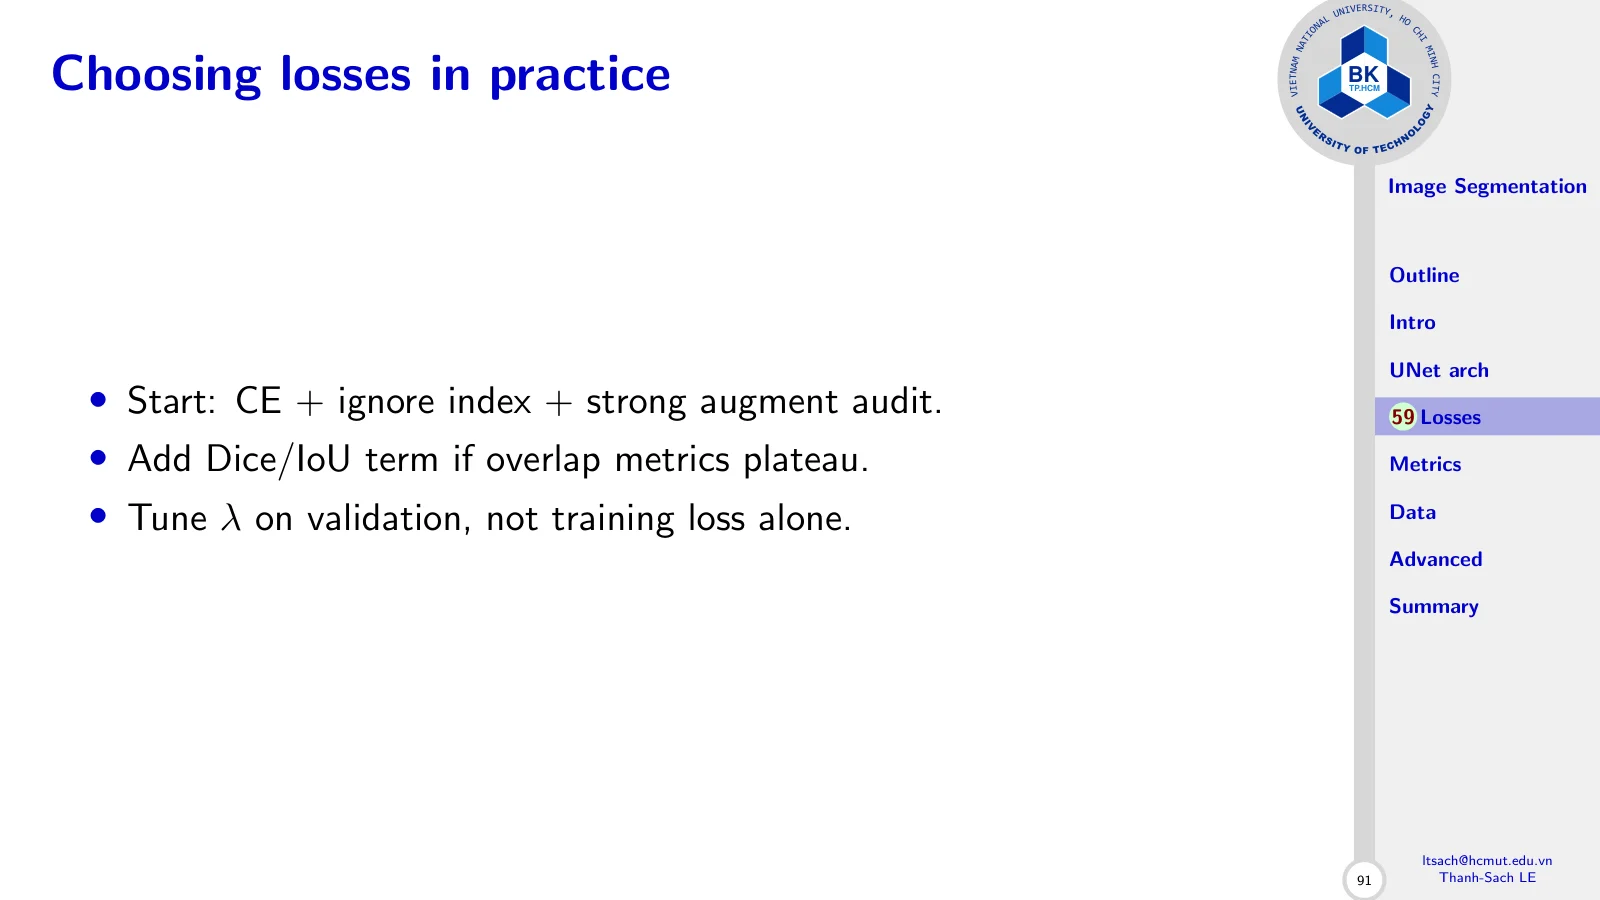 Choosing losses in practice
VIETNAM NATIONAL UNIVERSITY, HO CHI MINH CITY
BK
TP.HCM
UNIVERSITY OF TECHNOLOGY
Image Segmentation
Outline
Intro
UNet arch
59 Losses
Metrics
Data
Advanced
Summary
• Start: CE + ignore index + strong augment audit.
• Add Dice/IoU term if overlap metrics plateau.
• Tune λ on validation, not training loss alone.
ltsach@hcmut.edu.vn
Thanh-Sach LE
91